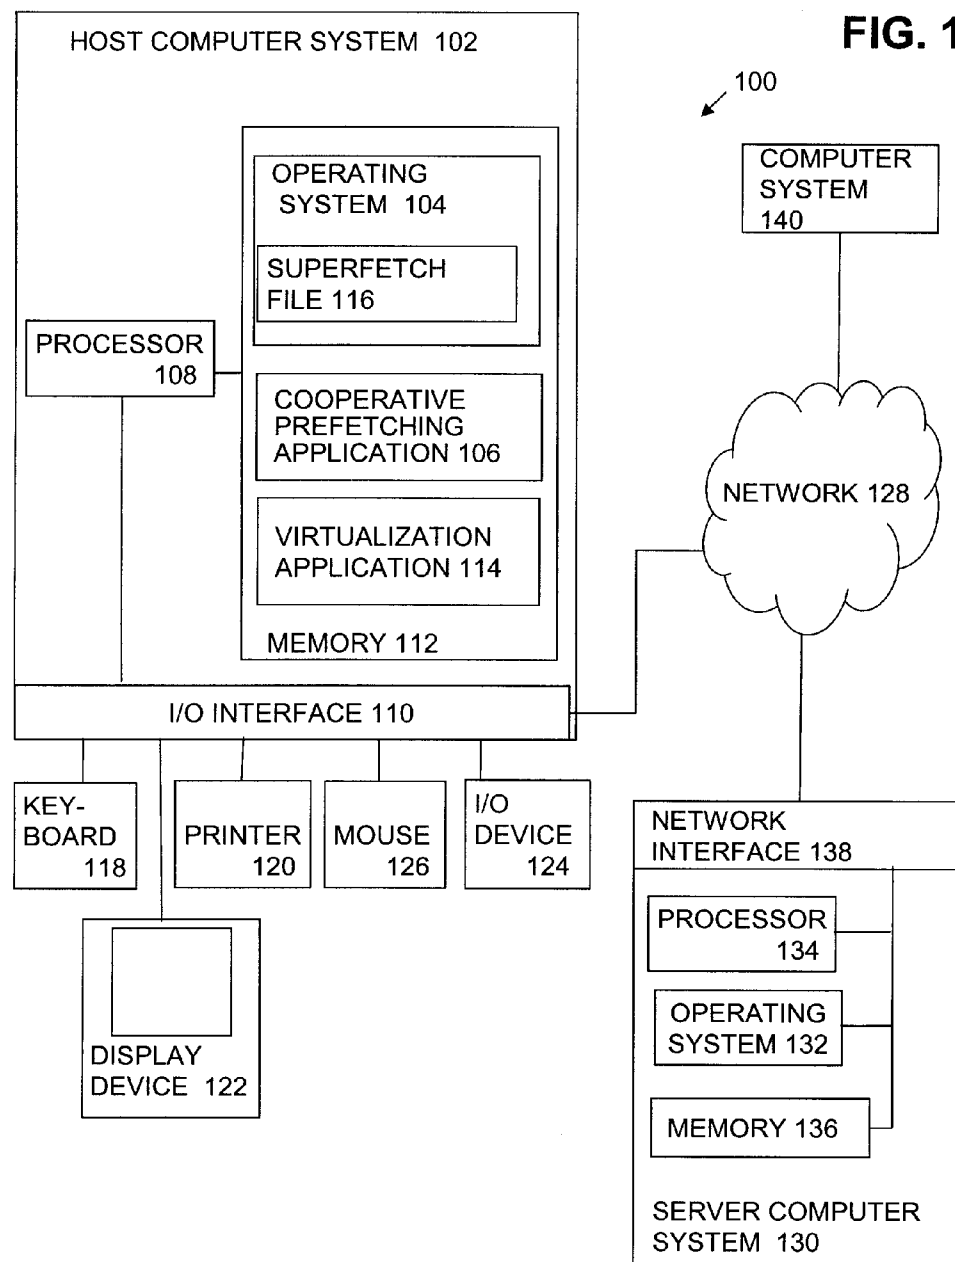 FIG. 1
HOST COMPUTER SYSTEM 102
100
COMPUTER
SYSTEM
140
OPERATING
SYSTEM 104
SUPERFETCH
FILE 116
PROCESSOR
108
COOPERATIVE
PREFETCHING
APPLICATION 106
NETWORK 128
VIRTUALIZATION
APPLICATION 114
MEMORY 112
I/O INTERFACE 110
KEY-
BOARD
118
PRINTER
120
MOUSE
126
I/O
DEVICE
124
NETWORK
INTERFACE 138
PROCESSOR
134
OPERATING
SYSTEM 132
DISPLAY
DEVICE 122
MEMORY 136
SERVER COMPUTER
SYSTEM 130